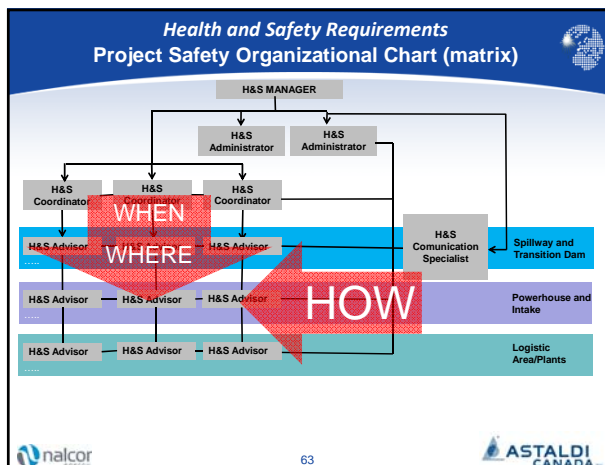 Health and Safety Requirements
Project Safety Organizational Chart (matrix)
H&S MANAGER
H&S
Administrator
H&S
Administrator
H&S
Coordinator
H&S
Coordinator
H&S
Coordinator
WHEN
WHERE
HOW
H&S
Comunication
Specialist
H&S Advisor
H&S Advisor
H&S Advisor
.....
Spillway and
Transition Dam
H&S Advisor
H&S Advisor
H&S Advisor
.....
Powerhouse and
Intake
H&S Advisor
H&S Advisor
H&S Advisor
.....
Logistic
Area/Plants
nalcor
63
ASTALDI
CANADA